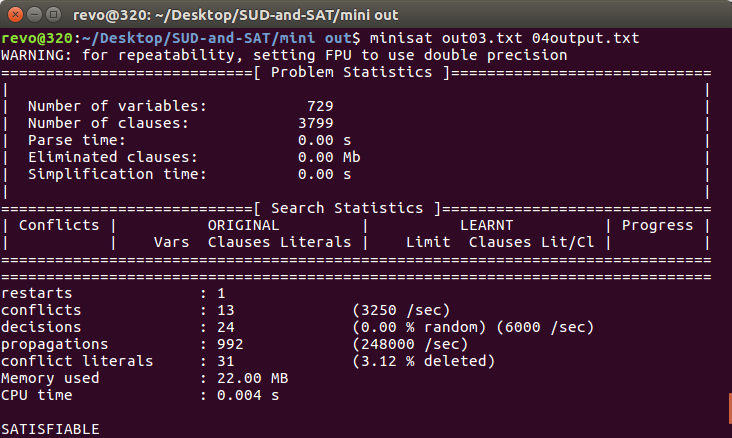 revo@320: ~/Desktop/SUD-and-SAT/mini out
revo@320:~/Desktop/SUD-and-SAT/mini out$ minisat out03.txt 04output.txt
WARNING: for repeatability, setting FPU to use double precision
============================[ Problem Statistics ]=============================
|                                                                             |
|  Number of variables:           729                                         |
|  Number of clauses:            3799                                         |
|  Parse time:                   0.00 s                                       |
|  Eliminated clauses:           0.00 Mb                                      |
|  Simplification time:          0.00 s                                       |
|                                                                             |
============================[ Search Statistics ]==============================
| Conflicts |          ORIGINAL         |          LEARNT          | Progress |
|           |    Vars  Clauses Literals |    Limit  Clauses Lit/Cl |          |
===============================================================================
===============================================================================
restarts              : 1
conflicts             : 13             (3250 /sec)
decisions             : 24             (0.00 % random) (6000 /sec)
propagations          : 992            (248000 /sec)
conflict literals     : 31             (3.12 % deleted)
Memory used           : 22.00 MB
CPU time              : 0.004 s

SATISFIABLE